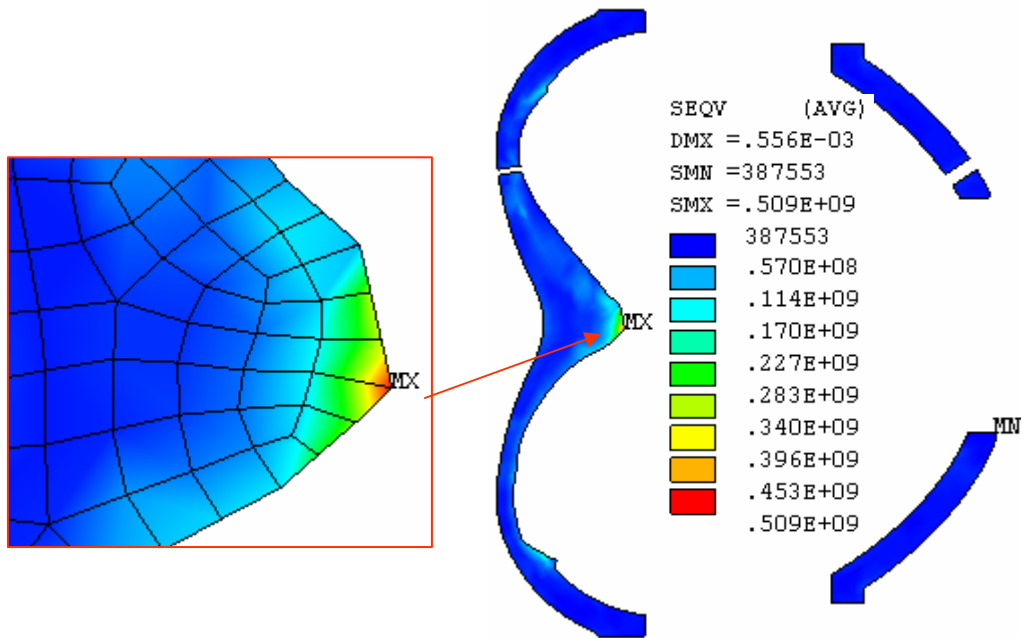 SEQV (AVG)
DMX =.556E-03
SMN =387553
SMX =.509E+09
387553
.570E+08
.114E+09
.170E+09
.227E+09
.283E+09
.340E+09
.396E+09
.453E+09
.509E+09
MX
MX
MN